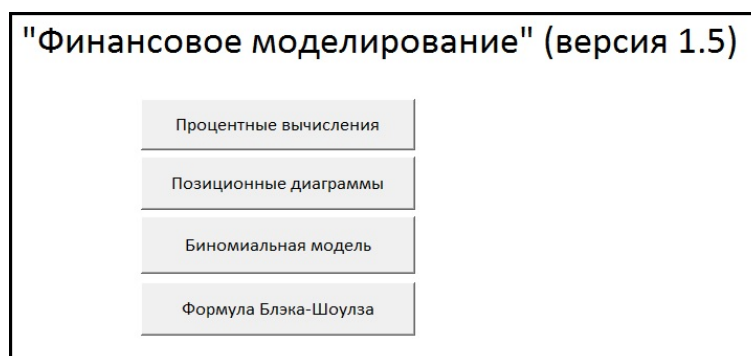 "Финансовое моделирование" (версия 1.5)
Процентные вычисления
Позиционные диаграммы
Биномиальная модель
Формула Блэка-Шоулза